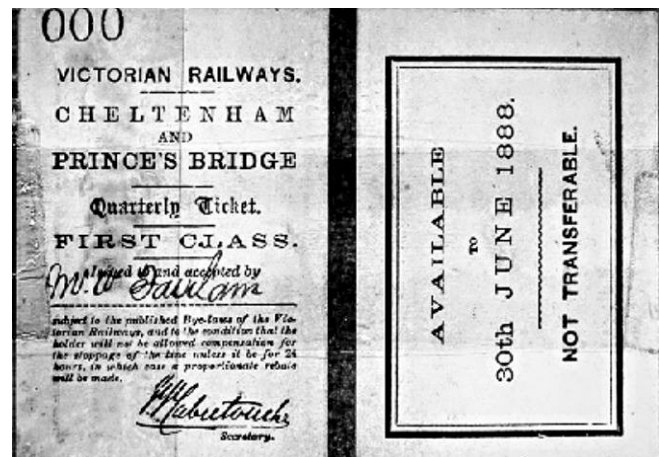 000
VICTORIAN RAILWAYS.
CHELTENHAM
AND
PRINCE'S BRIDGE
Quarterly Ticket.
FIRST CLASS.
Issued to and accepted by
Mr.
subject to the published Bye-laws of the Vic-
torian Railways, and to the condition that the
holder will not be allowed compensation for
the stoppage of the line unless it be for 24
hours, in which case a proportionate rebate
will be made.
Secretary.
AVAILABLE
TO
30th JUNE 1888.
NOT TRANSFERABLE.